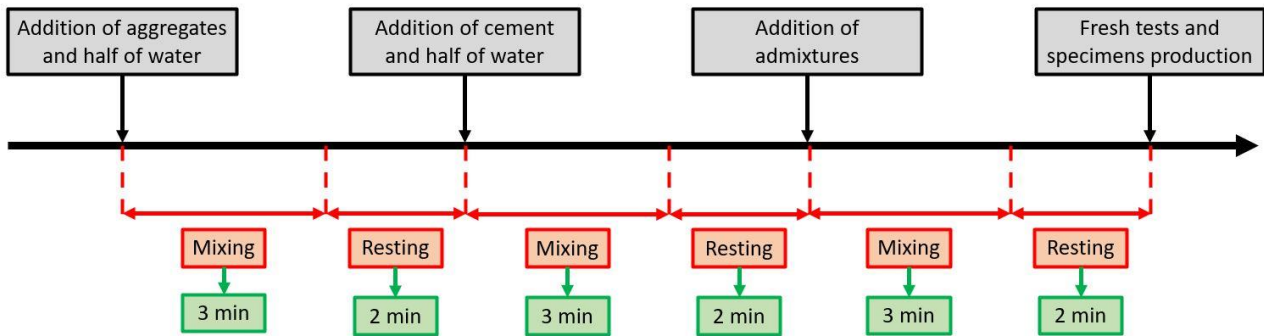 Addition of aggregates
and half of water
Addition of cement
and half of water
Addition of
admixtures
Fresh tests and
specimens production
Mixing
Resting
Mixing
Resting
Mixing
Resting
3 min
2 min
3 min
2 min
3 min
2 min